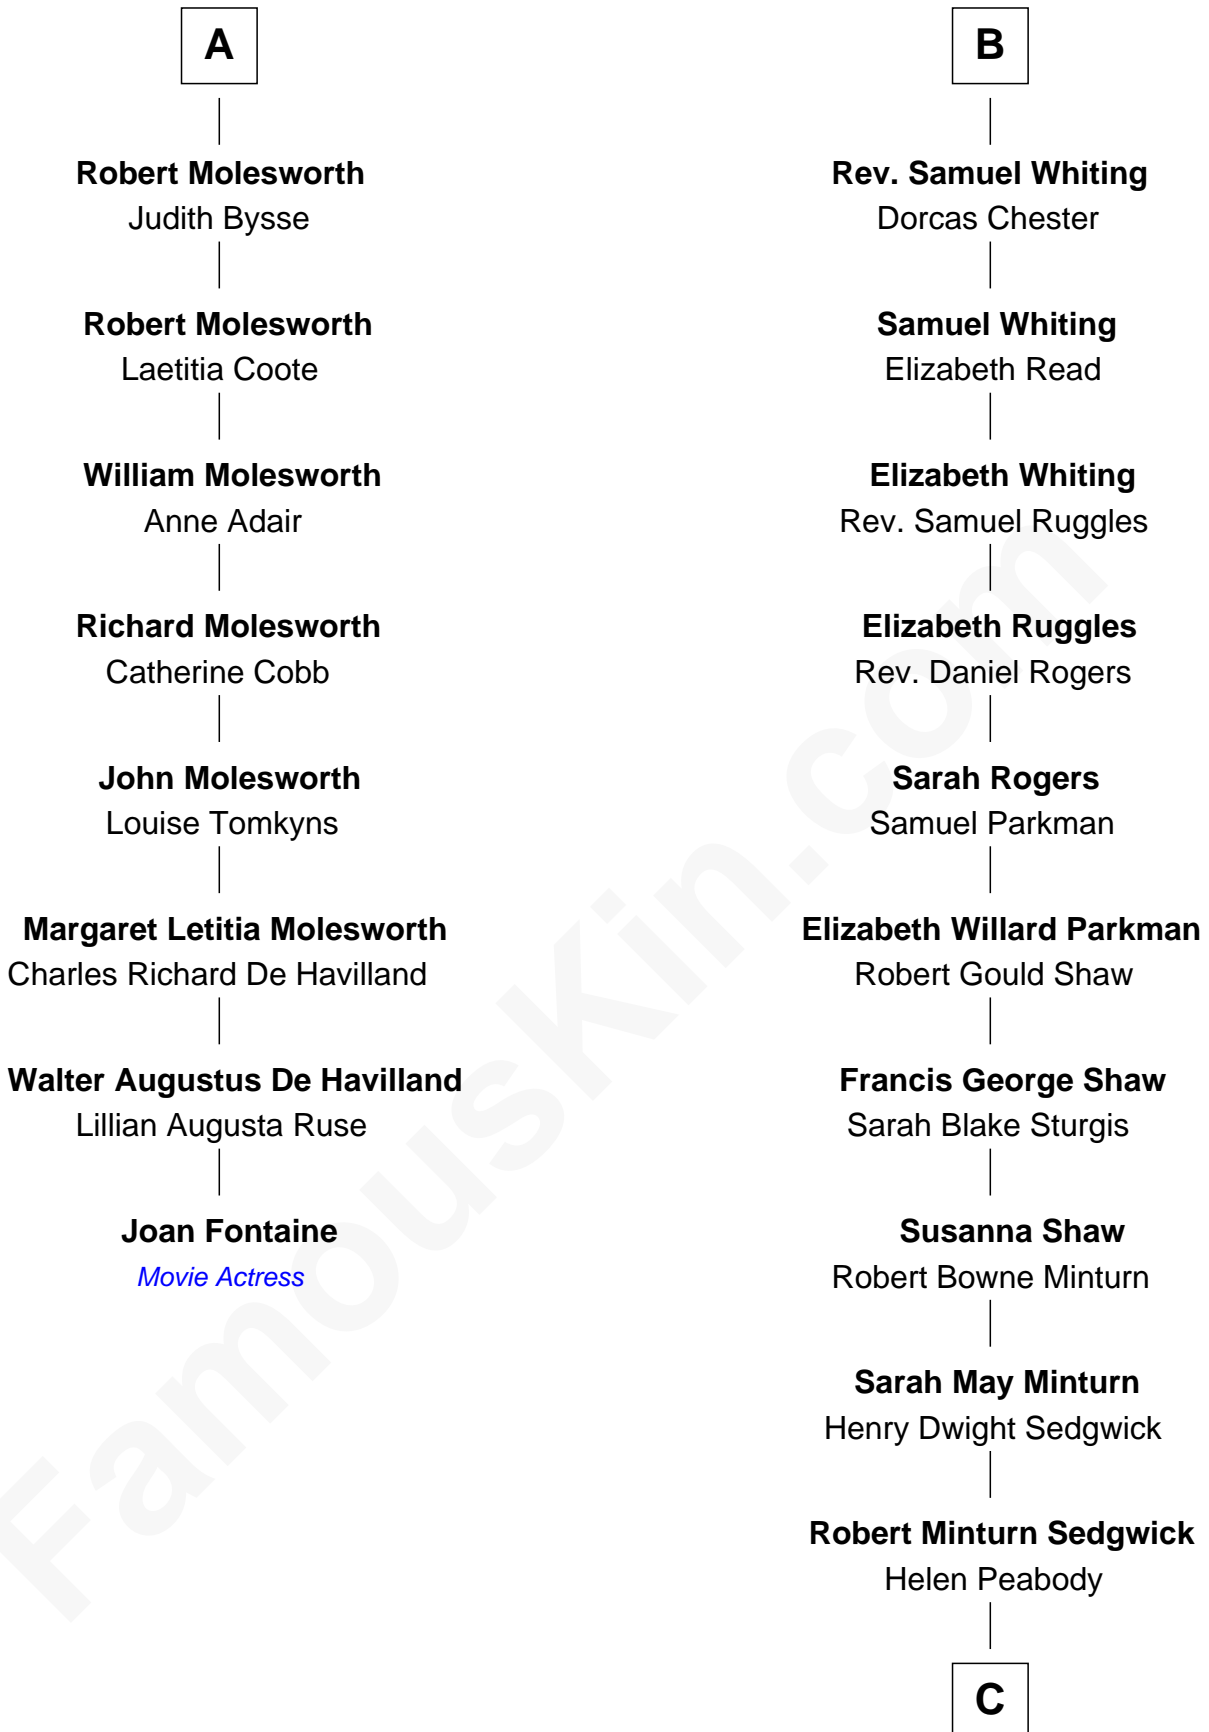 A
Robert Molesworth
Judith Bysse
Robert Molesworth
Laetitia Coote
William Molesworth
Anne Adair
Richard Molesworth
Catherine Cobb
John Molesworth
Louise Tomkyns
Margaret Letitia Molesworth
Charles Richard De Havilland
Walter Augustus De Havilland
Lillian Augusta Ruse
Joan Fontaine
Movie Actress
B
Rev. Samuel Whiting
Dorcas Chester
Samuel Whiting
Elizabeth Read
Elizabeth Whiting
Rev. Samuel Ruggles
Elizabeth Ruggles
Rev. Daniel Rogers
Sarah Rogers
Samuel Parkman
Elizabeth Willard Parkman
Robert Gould Shaw
Francis George Shaw
Sarah Blake Sturgis
Susanna Shaw
Robert Bowne Minturn
Sarah May Minturn
Henry Dwight Sedgwick
Robert Minturn Sedgwick
Helen Peabody
C
FamousKin.com